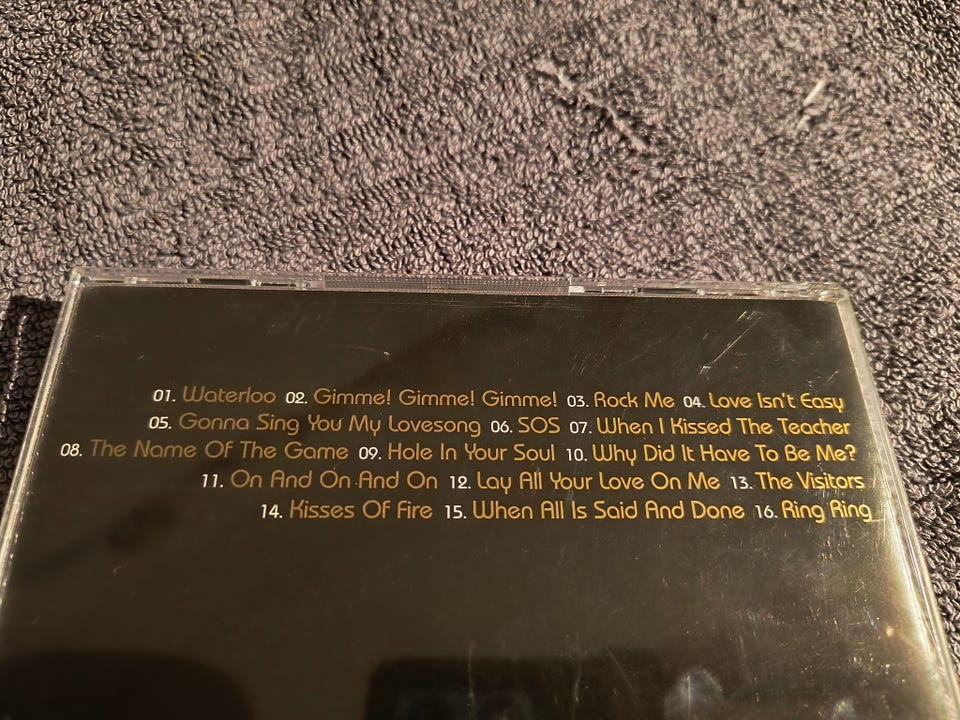 01. Waterloo 02. Gimme! Gimme! Gimme! 03. Rock Me 04. Love Isn't Easy
05. Gonna Sing You My Lovesong 06. SOS 07. When I Kissed The Teacher
08. The Name Of The Game 09. Hole In Your Soul 10. Why Did It Have To Be Me?
11. On And On And On 12. Lay All Your Love On Me 13. The Visitors
14. Kisses Of Fire 15. When All Is Said And Done 16. Ring Ring